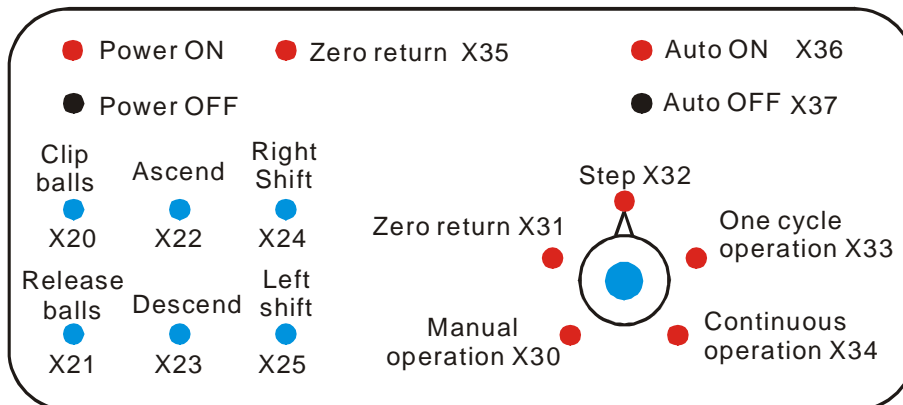 Power ON
Zero return X35
Auto ON X36
Power OFF
Auto OFF X37
Clip
balls
X20
Ascend
X22
Right
Shift
X24
Release
balls
X21
Descend
X23
Left
shift
X25
Step X32
Zero return X31
One cycle
operation X33
Manual
operation X30
Continuous
operation X34